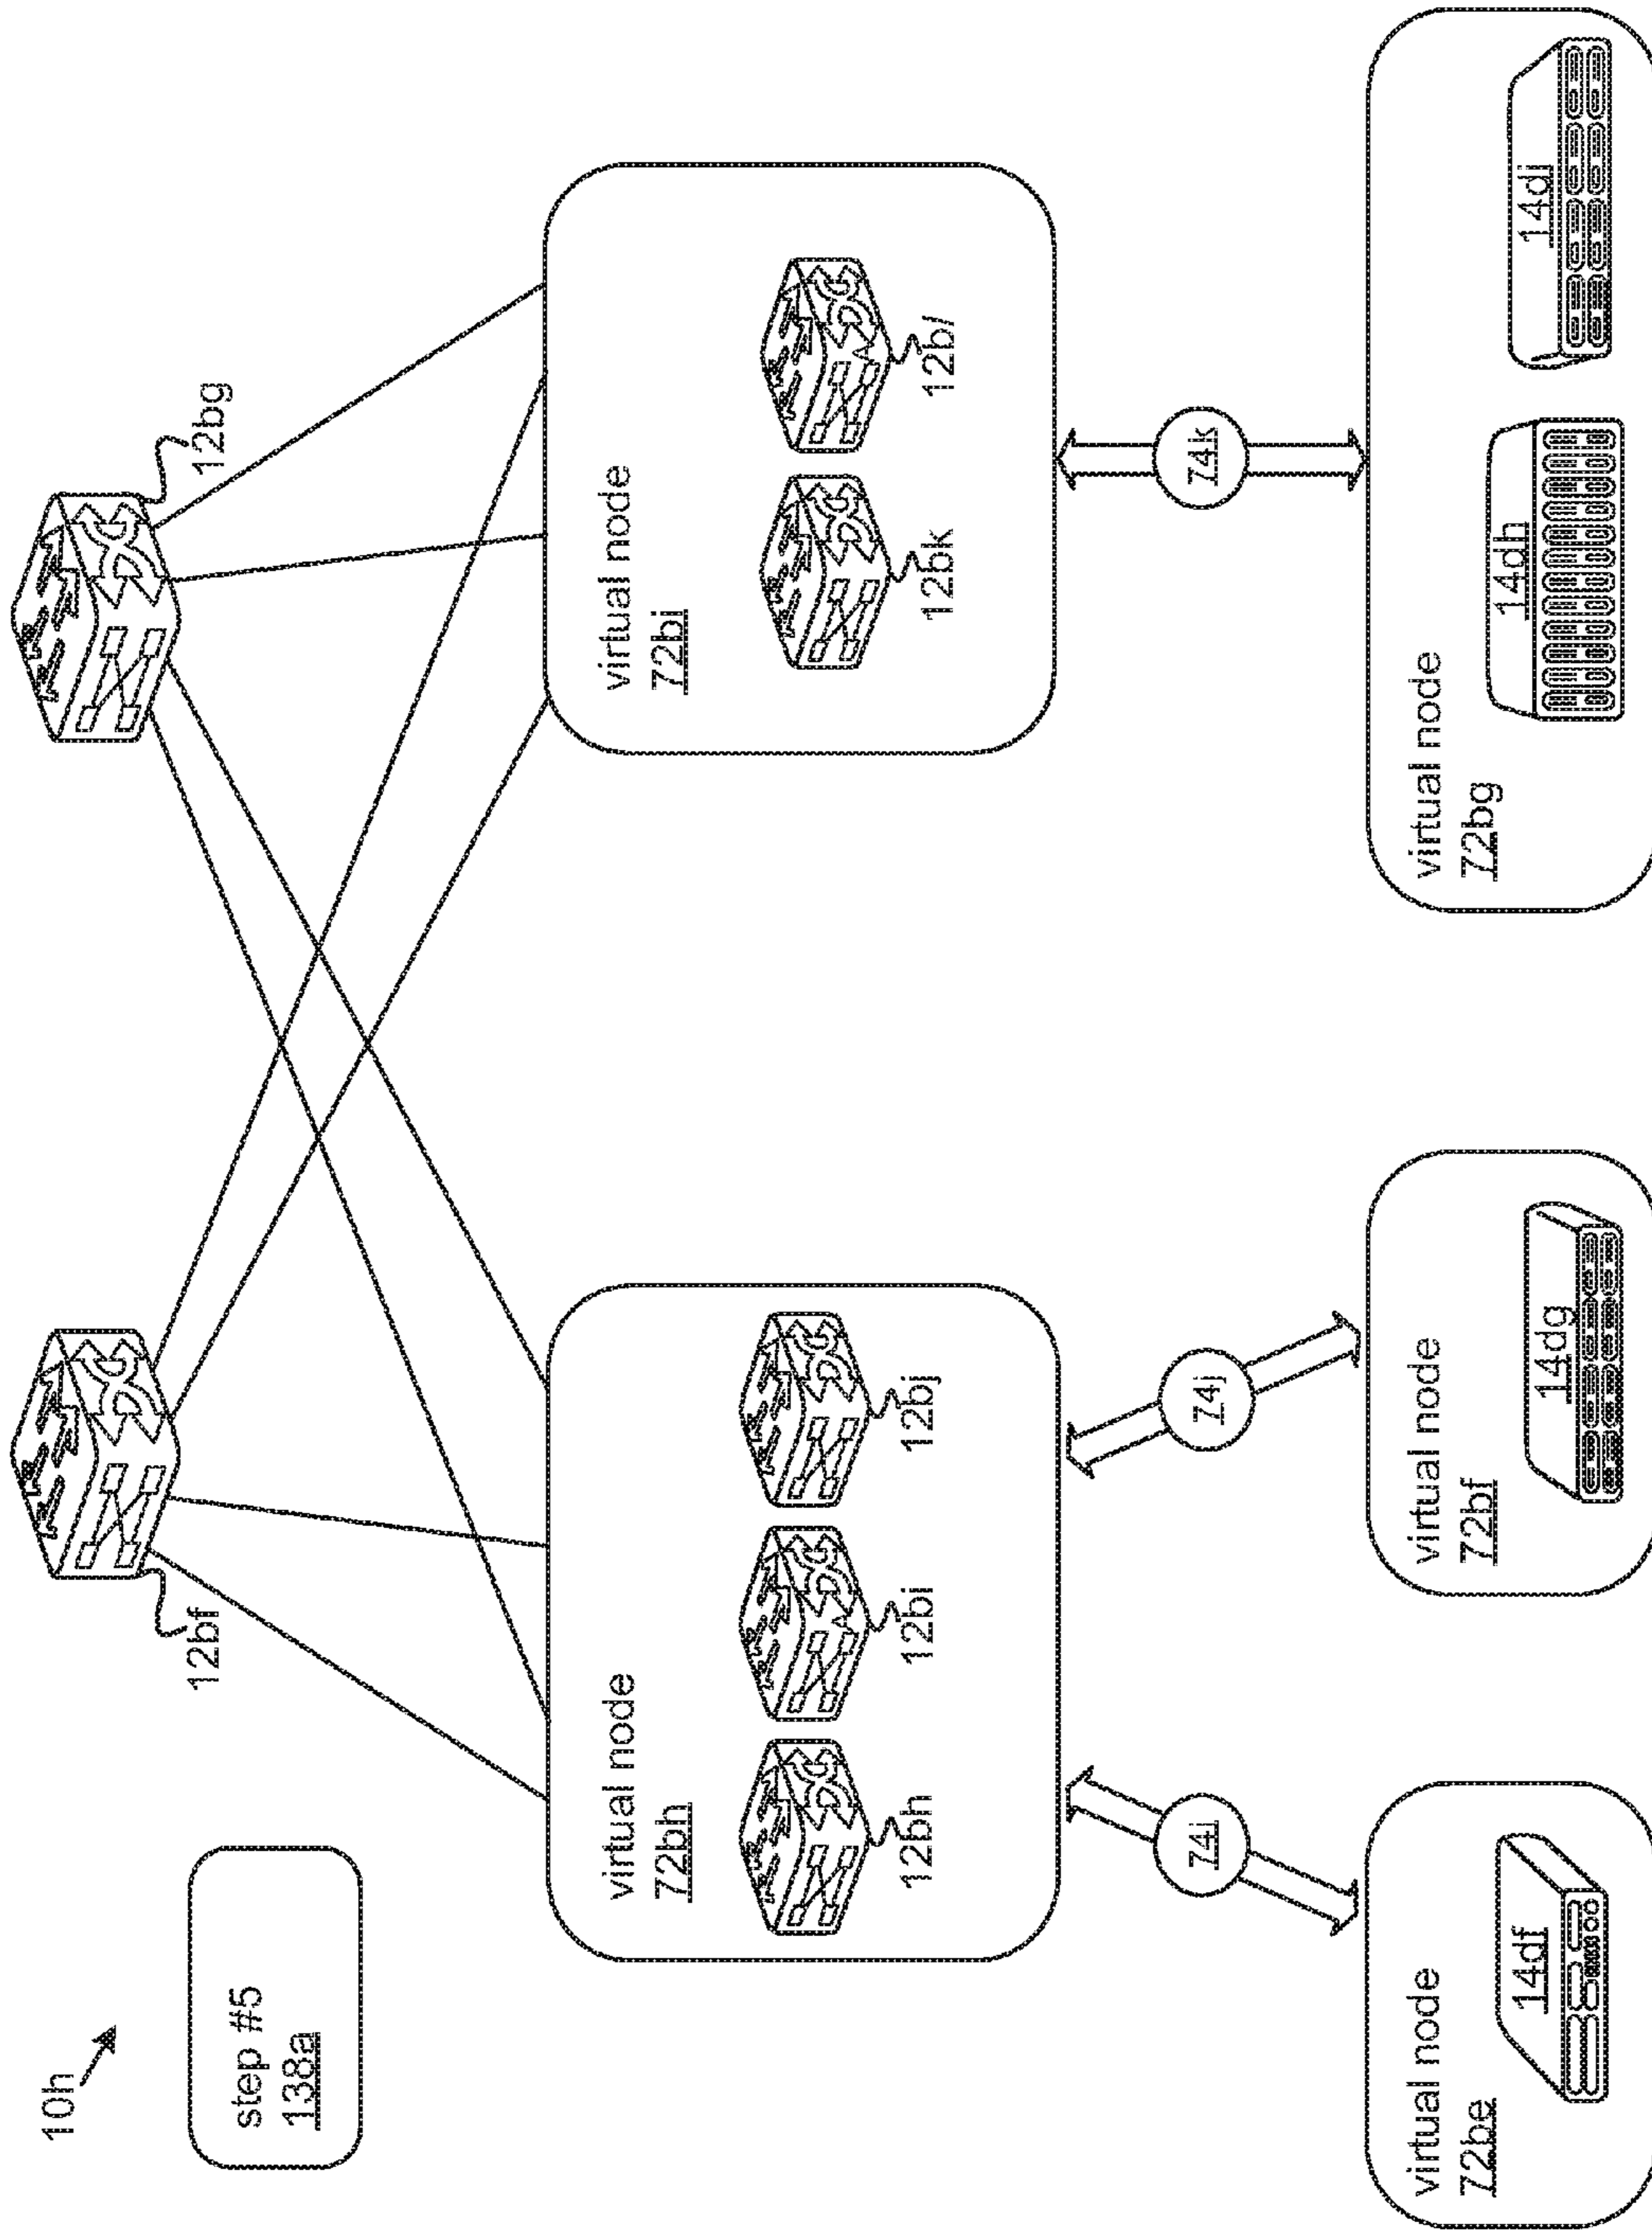 10h
step #5
138a
12bf
12bg
virtual node
72bh
12bh
12bi
12bj
virtual node
72bi
12bk
12bl
74i
74j
74k
virtual node
72be
14df
virtual node
72bf
14dg
virtual node
72bg
14dh
14di